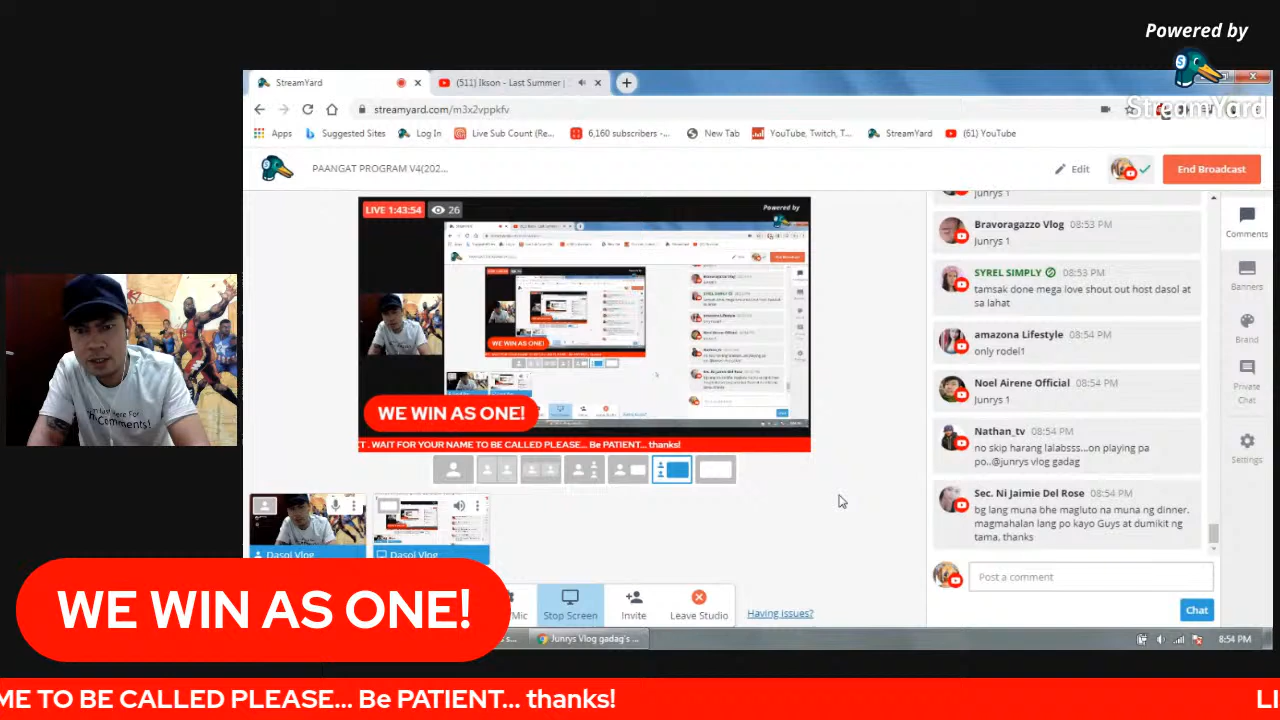 Powered by
StreamYard
StreamYard
(511) Ikson - Last Summer |
streamyard.com/m3x2vppkfv
Apps
Suggested Sites
Log In
Live Sub Count (Re...
6,160 subscribers -...
New Tab
YouTube, Twitch, T...
StreamYard
(61) YouTube
PAANGAT PROGRAM V4(202...
Edit
End Broadcast
LIVE 1:43:54
26
Powered by
WE WIN AS ONE!
WE WIN AS ONE!
. WAIT FOR YOUR NAME TO BE CALLED PLEASE... Be PATIENT... thanks!
junrys 1
Bravoragazzo Vlog 08:53 PM
Junrys 1
SYREL SIMPLY 08:53 PM
tamsak done mega love shout out host dasol at
sa lahat
amazona Lifestyle 08:54 PM
only rodel1
Noel Airene Official 08:54 PM
Junrys 1
Nathan_tv 08:54 PM
no skip harang lalabsss...on playing pa
po..@junrys vlog gadag
Sec. Ni Jaimie Del Rose 08:54 PM
bg lang muna bhe magluto na muna ng dinner.
magmahalan lang po kayo Guys at dumikit ng
tama, thanks
Post a comment
Chat
Comments
Banners
Brand
Private
Chat
Settings
Dasol Vlog
Dasol Vlog
Mic
Stop Screen
Invite
Leave Studio
Having issues?
Junrys Vlog gadag's ...
8:54 PM
WE WIN AS ONE!
ME TO BE CALLED PLEASE... Be PATIENT... thanks!
LI